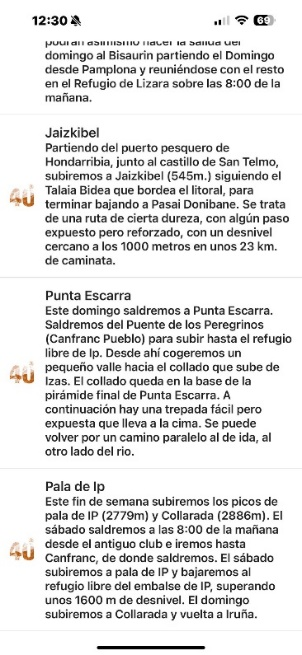 12:30
69
podrán asimismo hacer la salida del
domingo al Bisaurin partiendo el Domingo
desde Pamplona y reuniéndose con el resto
en el Refugio de Lizara sobre las 8:00 de la
mañana.
Jaizkibel
Partiendo del puerto pesquero de
Hondarribia, junto al castillo de San Telmo,
subiremos a Jaizkibel (545m.) siguiendo el
Talaia Bidea que bordea el litoral, para
terminar bajando a Pasai Donibane. Se trata
de una ruta de cierta dureza, con algún paso
expuesto pero reforzado, con un desnivel
cercano a los 1000 metros en unos 23 km.
de caminata.
Punta Escarra
Este domingo saldremos a Punta Escarra.
Saldremos del Puente de los Peregrinos
(Canfranc Pueblo) para subir hasta el refugio
libre de Ip. Desde ahí cogeremos un
pequeño valle hacia el collado que sube de
Izas. El collado queda en la base de la
pirámide final de Punta Escarra. A
continuación hay una trepada fácil pero
expuesta que lleva a la cima. Se puede
volver por un camino paralelo al de ida, al
otro lado del rio.
Pala de Ip
Este fin de semana subiremos los picos de
pala de IP (2779m) y Collarada (2886m). El
sábado saldremos a las 8:00 de la mañana
desde el antiguo club e iremos hasta
Canfranc, de donde saldremos. El sábado
subiremos a pala de IP y bajaremos al
refugio libre del embalse de IP, superando
unos 1600 m de desnivel. El domingo
subiremos a Collarada y vuelta a Iruña.